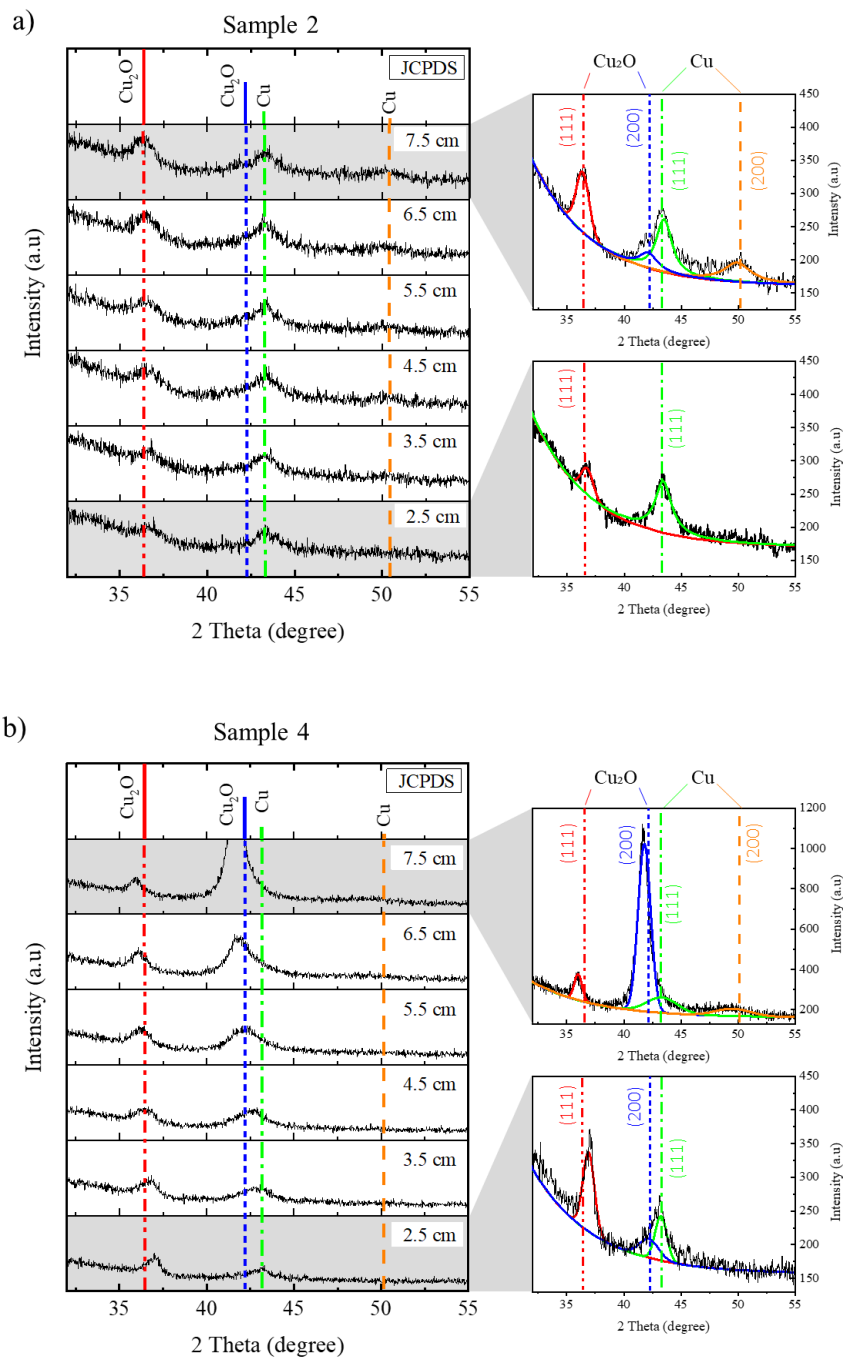 a)
Sample 2
JCPDS
Cu₂O
Cu₂O
Cu
Cu
7.5 cm
6.5 cm
5.5 cm
4.5 cm
3.5 cm
2.5 cm
Intensity (a.u)
35 40 45 50 55
2 Theta (degree)
Cu₂O Cu
(111)
(200)
(111)
(200)
450
400
350
300
250
200
150
Intensity (a.u)
35 40 45 50 55
2 Theta (degree)
(111)
(111)
450
400
350
300
250
200
150
Intensity (a.u)
35 40 45 50 55
2 Theta (degree)
b)
Sample 4
JCPDS
Cu₂O
Cu₂O
Cu
Cu
7.5 cm
6.5 cm
5.5 cm
4.5 cm
3.5 cm
2.5 cm
Intensity (a.u)
35 40 45 50 55
2 Theta (degree)
Cu₂O Cu
(111)
(200)
(111)
(200)
1200
1000
800
600
400
200
Intensity (a.u)
35 40 45 50 55
2 Theta (degree)
(111)
(200)
(111)
450
400
350
300
250
200
150
Intensity (a.u)
35 40 45 50 55
2 Theta (degree)